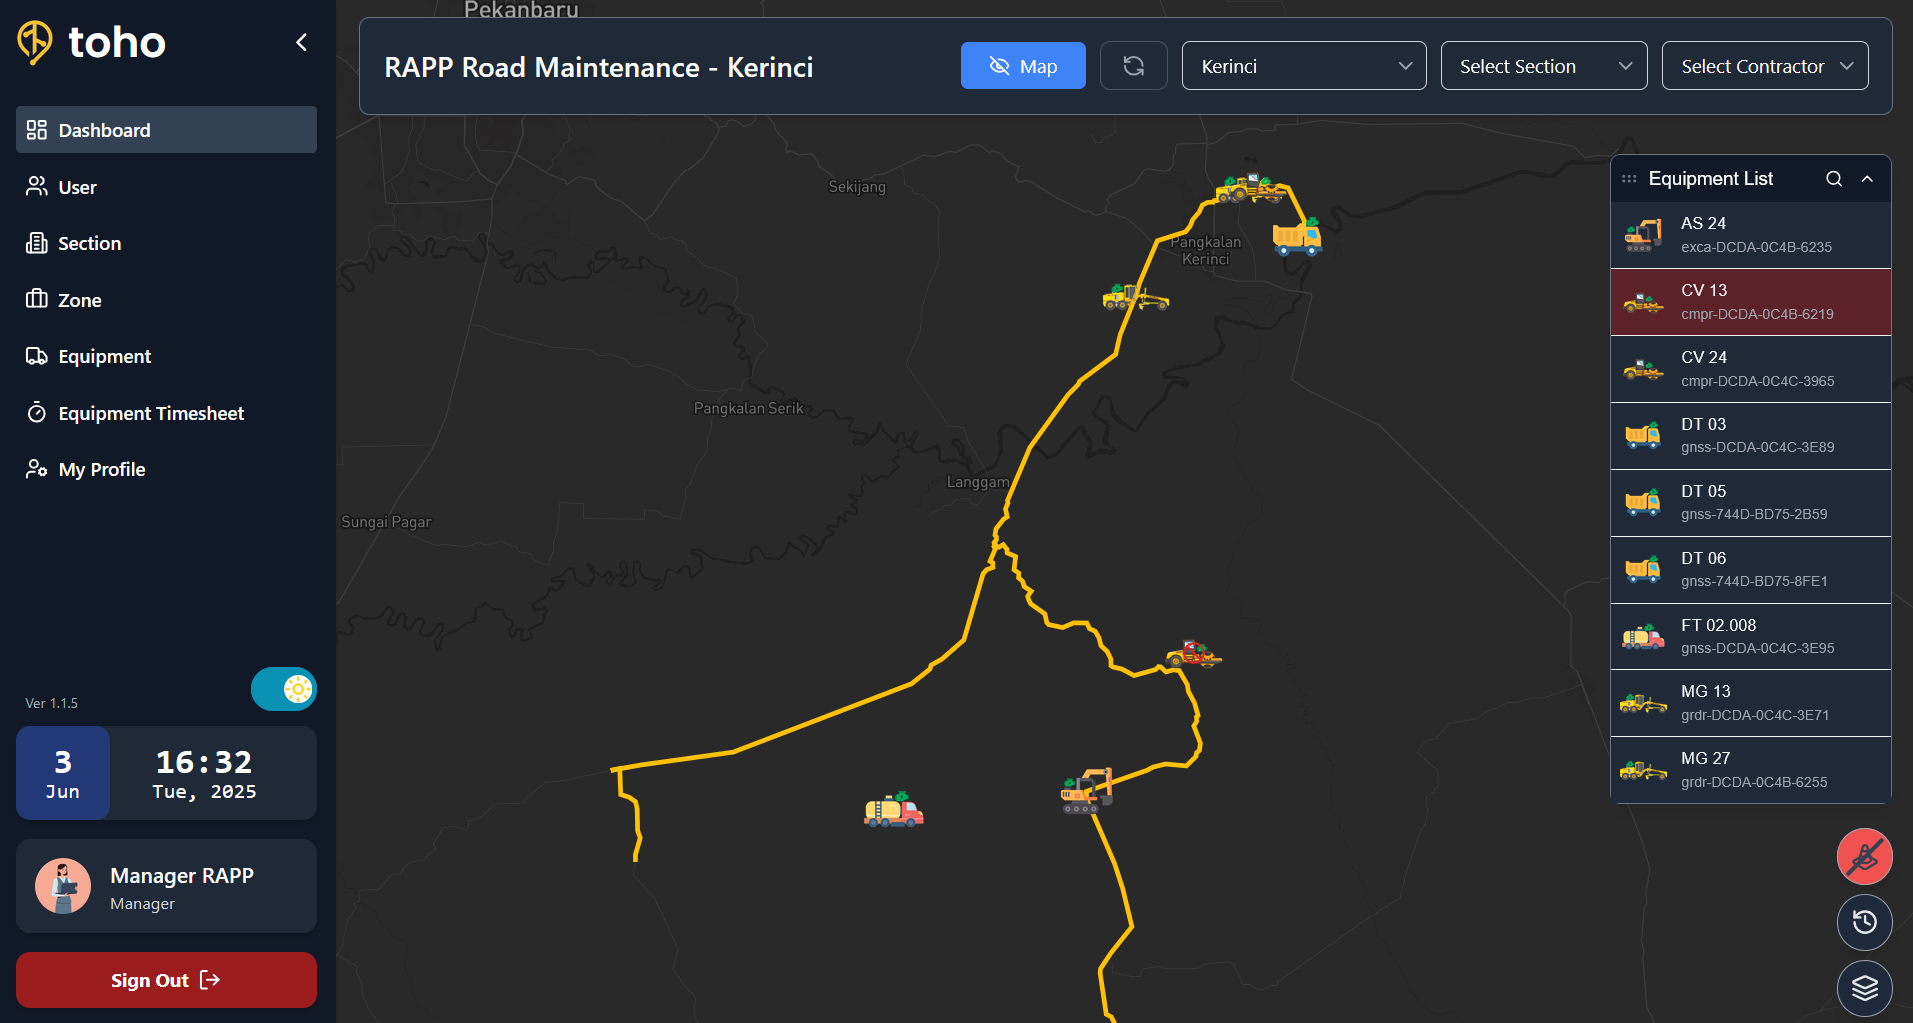 toho
Dashboard
User
Section
Zone
Equipment
Equipment Timesheet
My Profile
Ver 1.1.5
3
Jun
16:32
Tue, 2025
Manager RAPP
Manager
Sign Out
RAPP Road Maintenance - Kerinci
Map
Kerinci
Select Section
Select Contractor
Pekanbaru
Sekijang
Pangkalan
Kerinci
Pangkalan Serik
Langgam
Sungai Pagar
Equipment List
AS 24
exca-DCDA-0C4B-6235
CV 13
cmpr-DCDA-0C4B-6219
CV 24
cmpr-DCDA-0C4C-3965
DT 03
gnss-DCDA-0C4C-3E89
DT 05
gnss-744D-BD75-2B59
DT 06
gnss-744D-BD75-8FE1
FT 02.008
gnss-DCDA-0C4C-3E95
MG 13
grdr-DCDA-0C4C-3E71
MG 27
grdr-DCDA-0C4B-6255